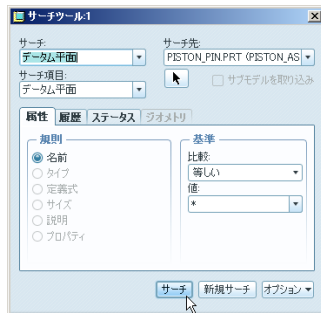 サーチツール:1
サーチ:
データム平面
サーチ先:
PISTON_PIN.PRT (PISTON_AS
サーチ項目:
データム平面
サブモデルを取り込み
属性 履歴 ステータス ジオメトリ
規則
名前
タイプ
定義式
サイズ
説明
プロパティ
基準
比較:
等しい
値:
*
サーチ 新規サーチ オプション